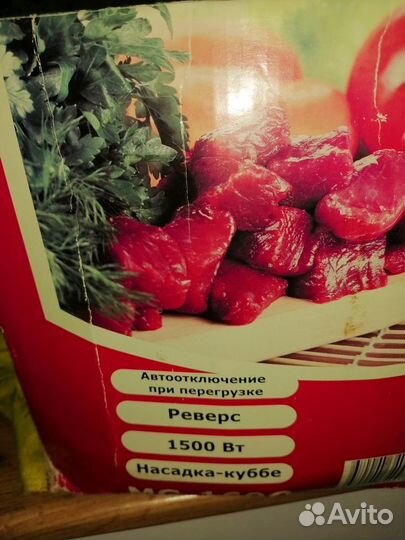 Автоотключение
при перегрузке
Реверс
1500 Вт
Насадка-куббе
Avito